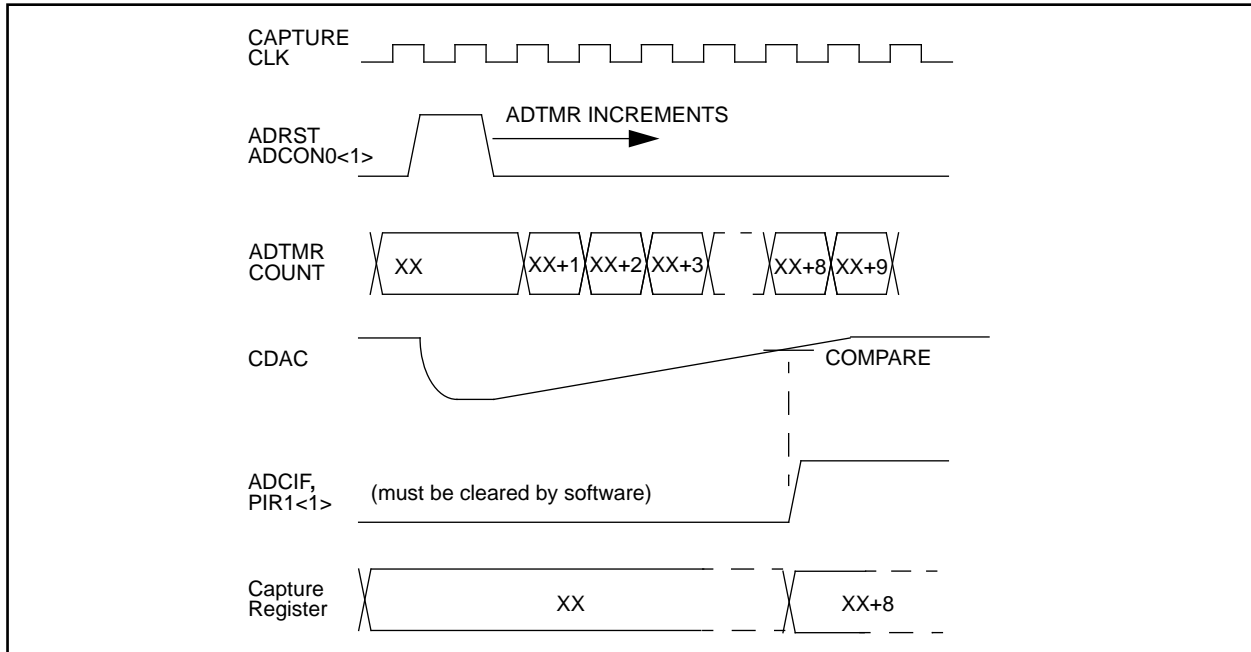 CAPTURE
CLK
ADTMR INCREMENTS
ADRST
ADCON0<1>
ADTMR
COUNT
XX
XX+1
XX+2
XX+3
XX+8
XX+9
CDAC
COMPARE
ADCIF,
PIR1<1>
(must be cleared by software)
Capture
Register
XX
XX+8